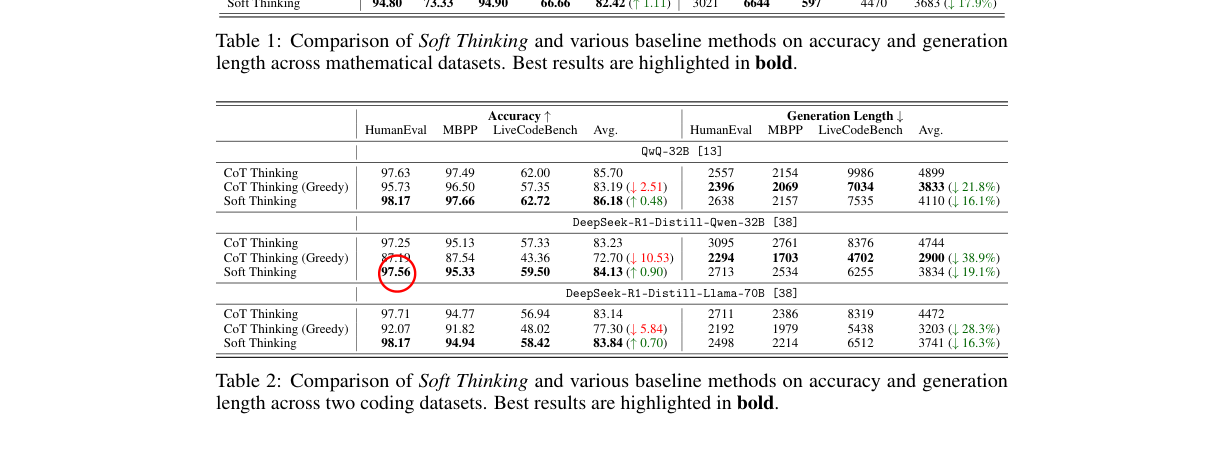 Soft Thinking 94.80 73.33 94.90 66.66 82.42 (↑ 1.11) 3021 6644 597 4470 3683 (↓ 17.9%)
Table 1: Comparison of Soft Thinking and various baseline methods on accuracy and generation
length across mathematical datasets. Best results are highlighted in bold.
Accuracy ↑ Generation Length ↓
HumanEval MBPP LiveCodeBench Avg. HumanEval MBPP LiveCodeBench Avg.
QwQ-32B [13]
CoT Thinking 97.63 97.49 62.00 85.70 2557 2154 9986 4899
CoT Thinking (Greedy) 95.73 96.50 57.35 83.19 (↓ 2.51) 2396 2069 7034 3833 (↓ 21.8%)
Soft Thinking 98.17 97.66 62.72 86.18 (↑ 0.48) 2638 2157 7535 4110 (↓ 16.1%)
DeepSeek-R1-Distill-Qwen-32B [38]
CoT Thinking 97.25 95.13 57.33 83.23 3095 2761 8376 4744
CoT Thinking (Greedy) 87.19 87.54 43.36 72.70 (↓ 10.53) 2294 1703 4702 2900 (↓ 38.9%)
Soft Thinking 97.56 95.33 59.50 84.13 (↑ 0.90) 2713 2534 6255 3834 (↓ 19.1%)
DeepSeek-R1-Distill-Llama-70B [38]
CoT Thinking 97.71 94.77 56.94 83.14 2711 2386 8319 4472
CoT Thinking (Greedy) 92.07 91.82 48.02 77.30 (↓ 5.84) 2192 1979 5438 3203 (↓ 28.3%)
Soft Thinking 98.17 94.94 58.42 83.84 (↑ 0.70) 2498 2214 6512 3741 (↓ 16.3%)
Table 2: Comparison of Soft Thinking and various baseline methods on accuracy and generation
length across two coding datasets. Best results are highlighted in bold.